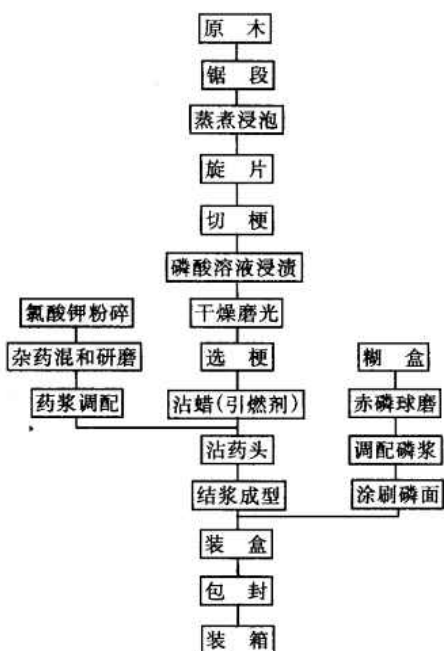 原 木
锯 段
蒸煮浸泡
旋 片
切 梗
磷酸溶液浸渍
氯酸钾粉碎
干燥磨光
杂药混和研磨
选 梗
糊 盒
药浆调配
沾蜡(引燃剂)
赤磷球磨
沾药头
调配磷浆
结浆成型
涂刷磷面
装 盒
包 封
装 箱